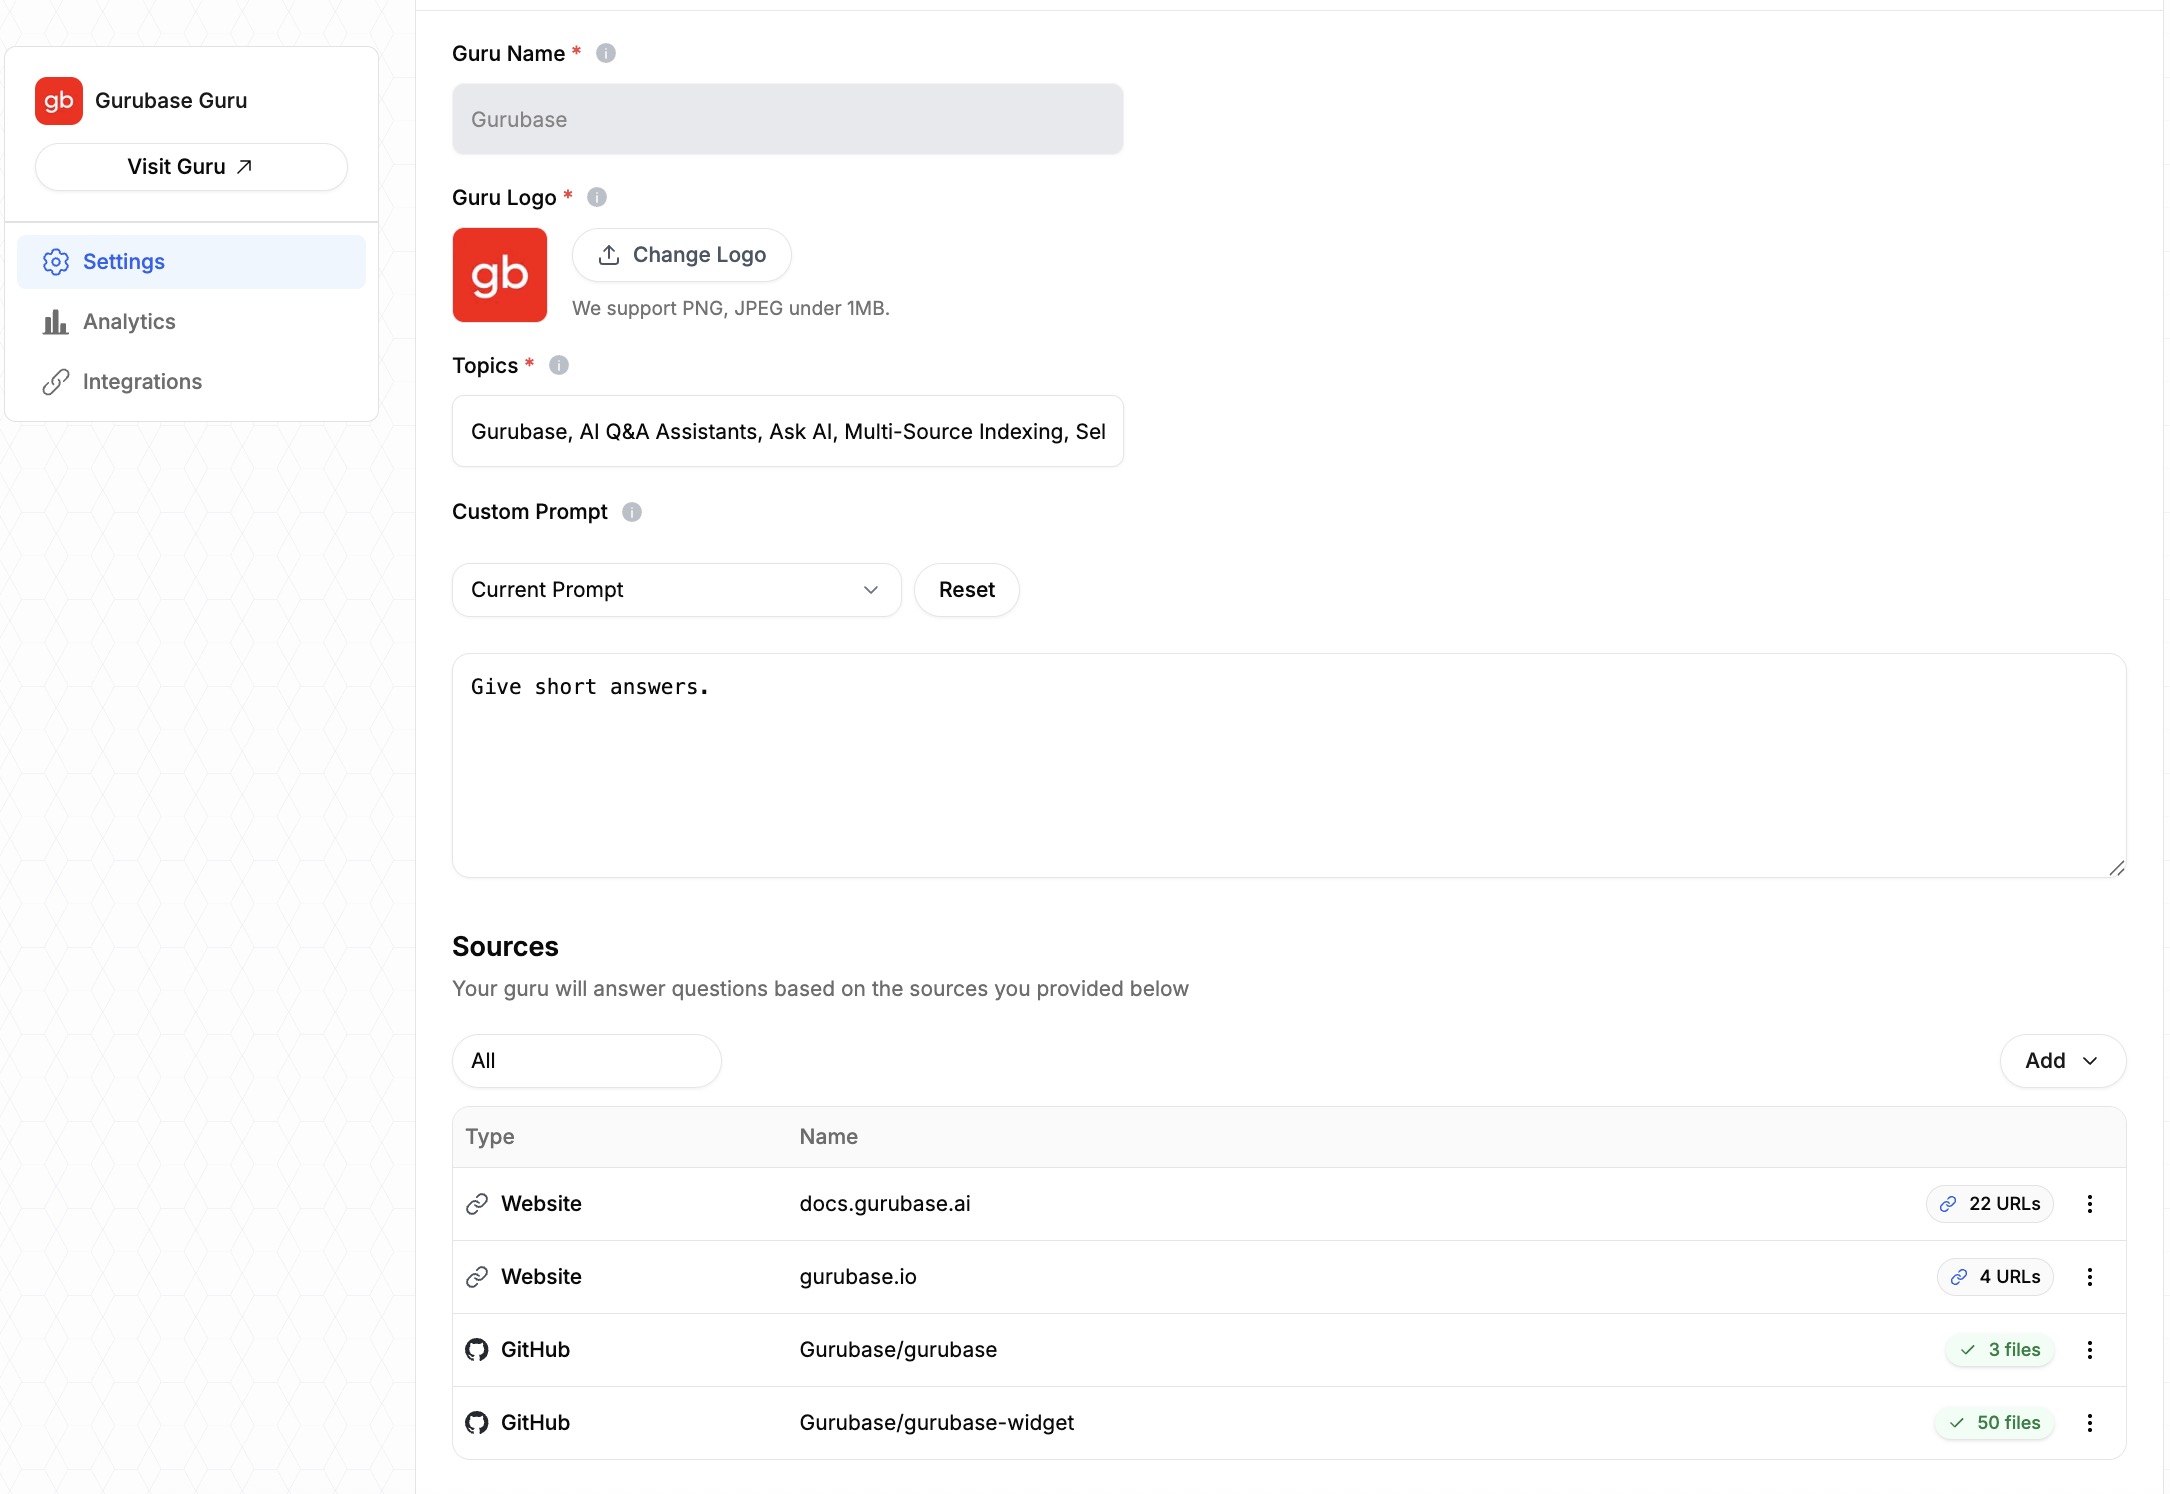 gb Gurubase Guru
Visit Guru
Settings
Analytics
Integrations
Guru Name *
Gurubase
Guru Logo *
gb
Change Logo
We support PNG, JPEG under 1MB.
Topics *
Gurubase, AI Q&A Assistants, Ask AI, Multi-Source Indexing, Sel
Custom Prompt
Current Prompt
Reset
Give short answers.
Sources
Your guru will answer questions based on the sources you provided below
All
Add
Type Name
Website docs.gurubase.ai 22 URLs
Website gurubase.io 4 URLs
GitHub Gurubase/gurubase 3 files
GitHub Gurubase/gurubase-widget 50 files